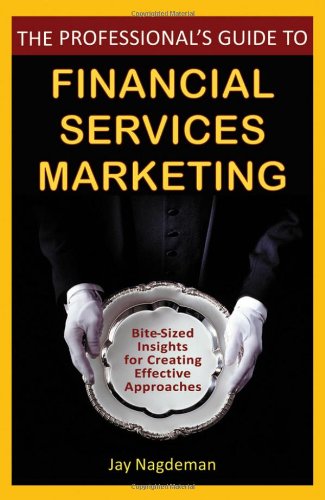 THE PROFESSIONAL'S GUIDE TO
FINANCIAL
SERVICES
MARKETING
Bite-Sized
Insights
for Creating
Effective
Approaches
Jay Nagdeman